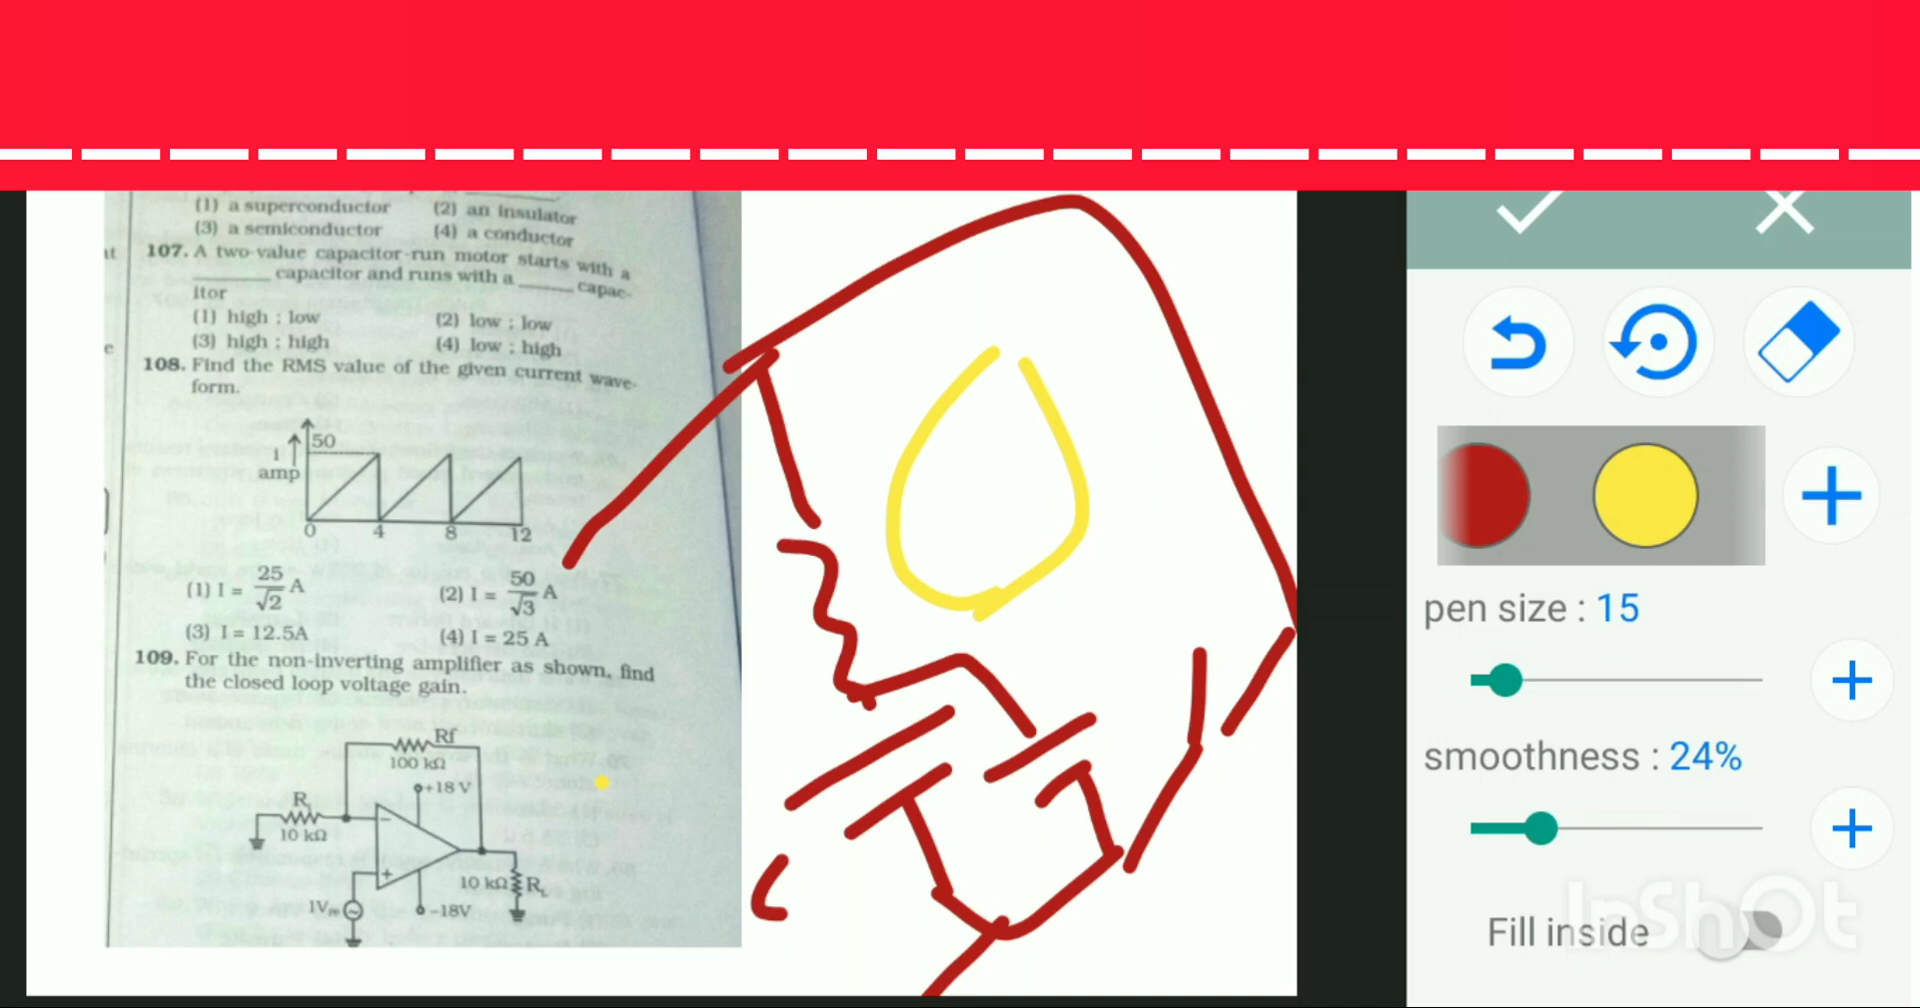 (1) a superconductor (2) an insulator
(3) a semiconductor (4) a conductor
107. A two-value capacitor-run motor starts with a
______ capacitor and runs with a ______ capac-
itor
(1) high ; low (2) low ; low
(3) high ; high (4) low ; high
108. Find the RMS value of the given current wave-
form.
50
i
amp
0 4 8 12
(1) I = 25/√2 A (2) I = 50/√3 A
(3) I = 12.5A (4) I = 25 A
109. For the non-inverting amplifier as shown, find
the closed loop voltage gain.
Rf
100 kΩ
+18 V
R
10 kΩ
−
+
10 kΩ RL
1V
-18V
pen size : 15
smoothness : 24%
Fill inside
InShOt